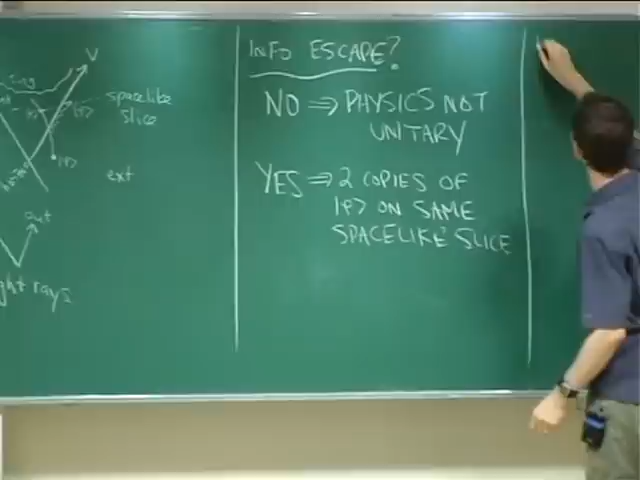 V
spacelike
slice
|φ>
ext
out
ght rays
INFO ESCAPE?
NO ⇒ PHYSICS NOT
UNITARY
YES ⇒ 2 COPIES OF
|φ> ON SAME
SPACELIKE SLICE